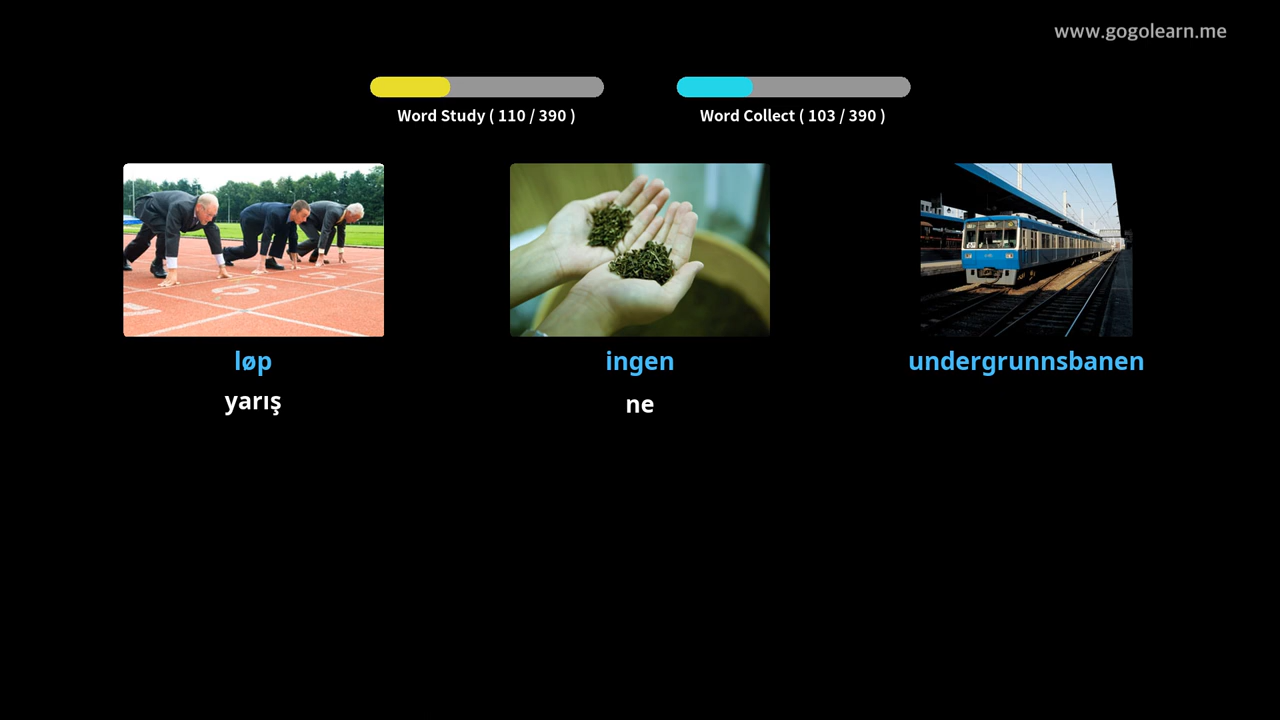 www.gogolearn.me
Word Study ( 110 / 390 )
Word Collect ( 103 / 390 )
løp
ingen
undergrunnsbanen
yarış
ne